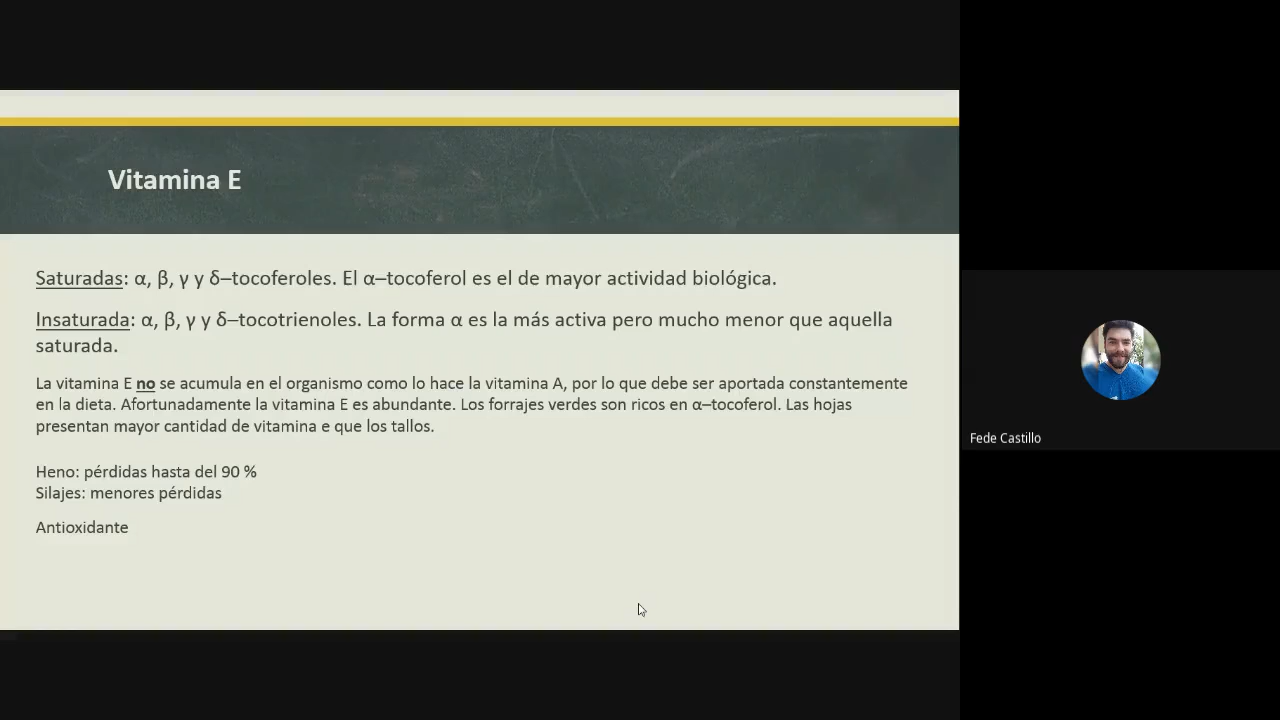 Vitamina E
Saturadas: α, β, γ y δ–tocoferoles. El α–tocoferol es el de mayor actividad biológica.
Insaturada: α, β, γ y δ–tocotrienoles. La forma α es la más activa pero mucho menor que aquella
saturada.
La vitamina E no se acumula en el organismo como lo hace la vitamina A, por lo que debe ser aportada constantemente
en la dieta. Afortunadamente la vitamina E es abundante. Los forrajes verdes son ricos en α–tocoferol. Las hojas
presentan mayor cantidad de vitamina e que los tallos.
Heno: pérdidas hasta del 90 %
Silajes: menores pérdidas
Antioxidante
Fede Castillo